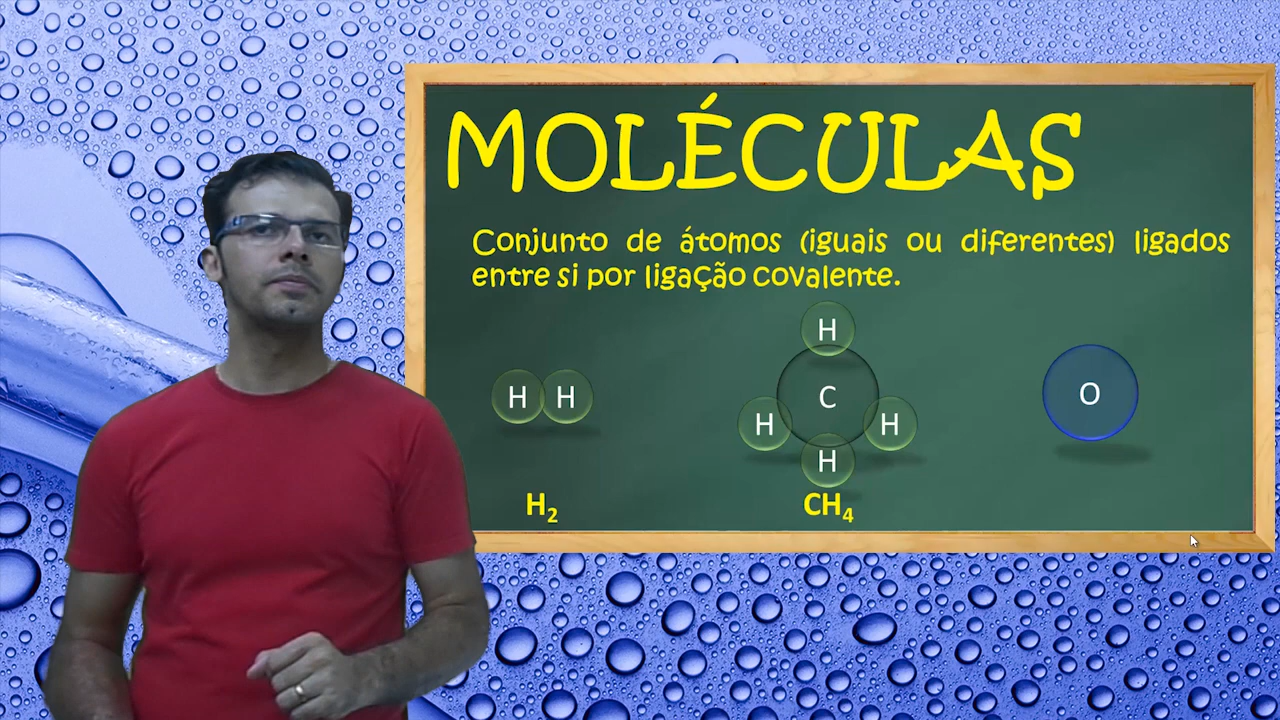 MOLÉCULAS
Conjunto de átomos (iguais ou diferentes) ligados
entre si por ligação covalente.
H H
H
C
H H
H
O
H₂
CH₄